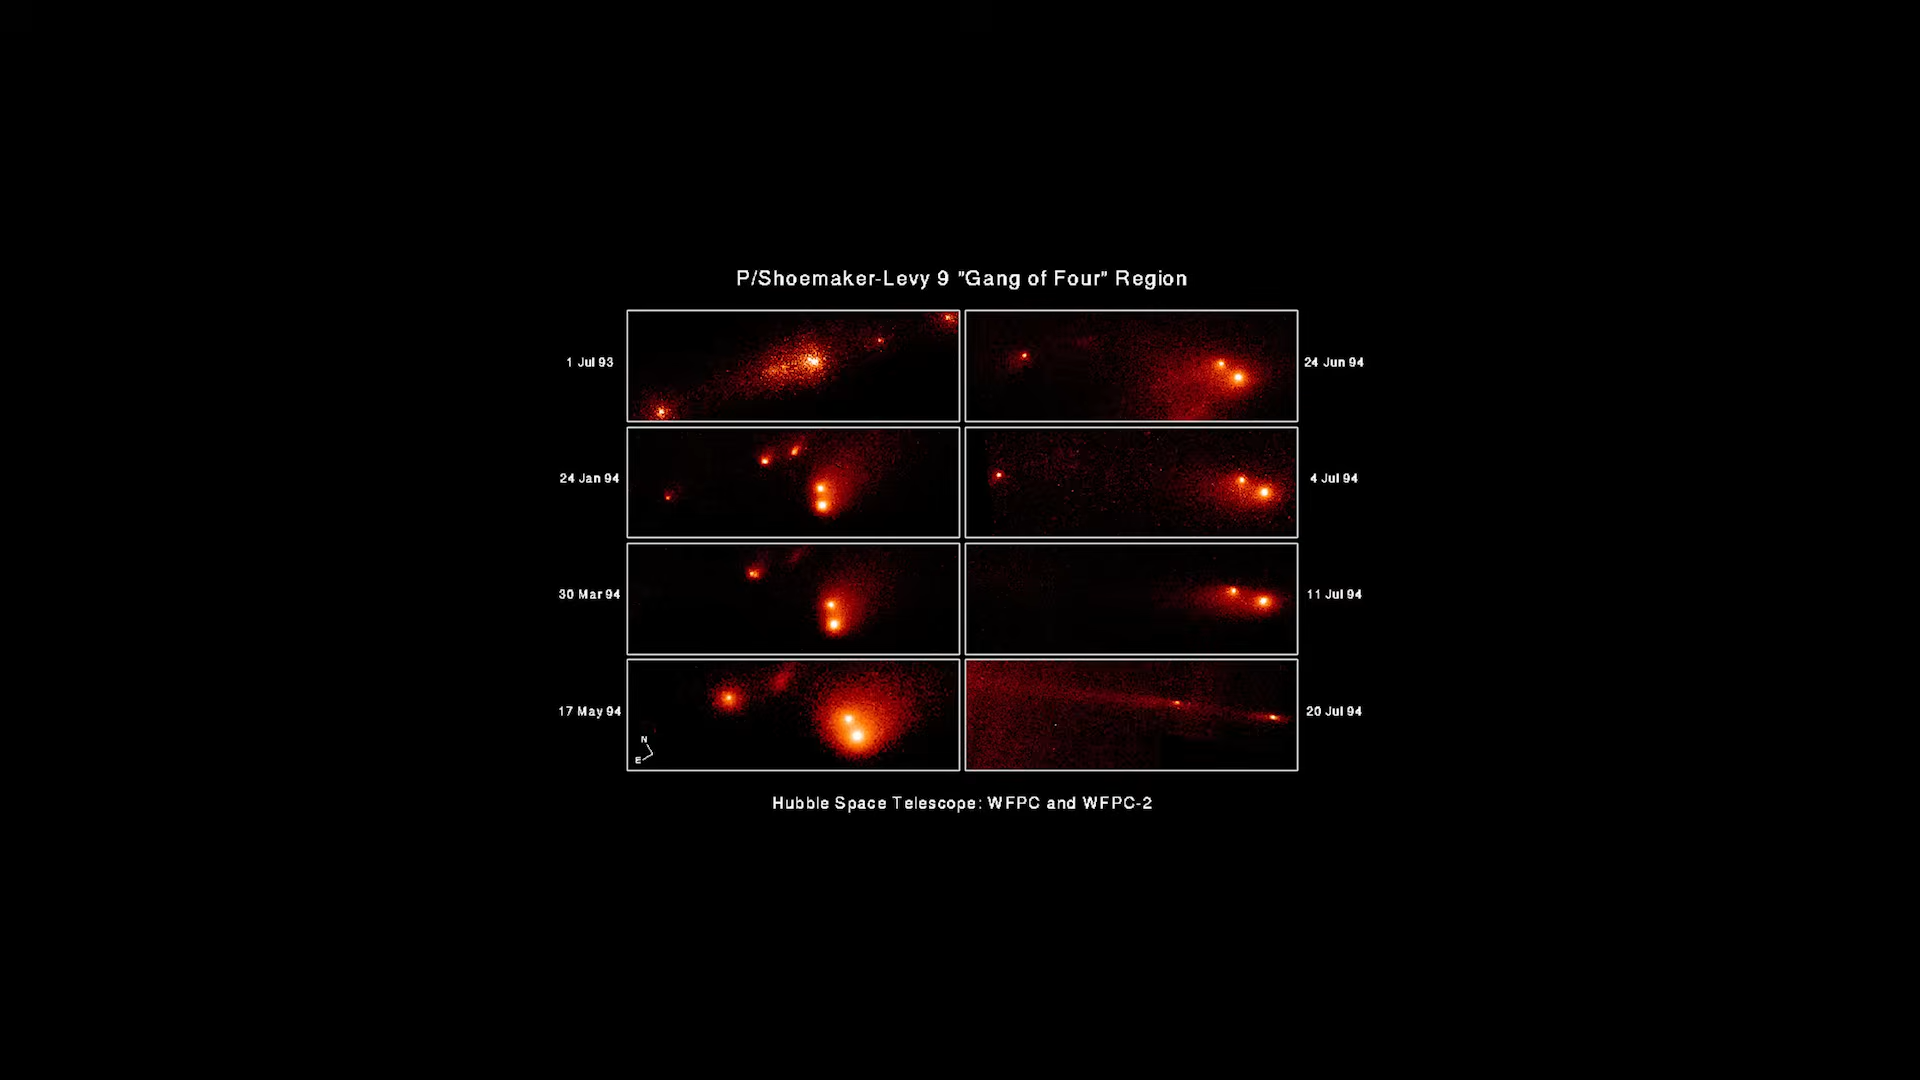 P/Shoemaker-Levy 9 "Gang of Four" Region
1 Jul 93
24 Jun 94
24 Jan 94
4 Jul 94
30 Mar 94
11 Jul 94
17 May 94
20 Jul 94
N
E
Hubble Space Telescope: WFPC and WFPC-2